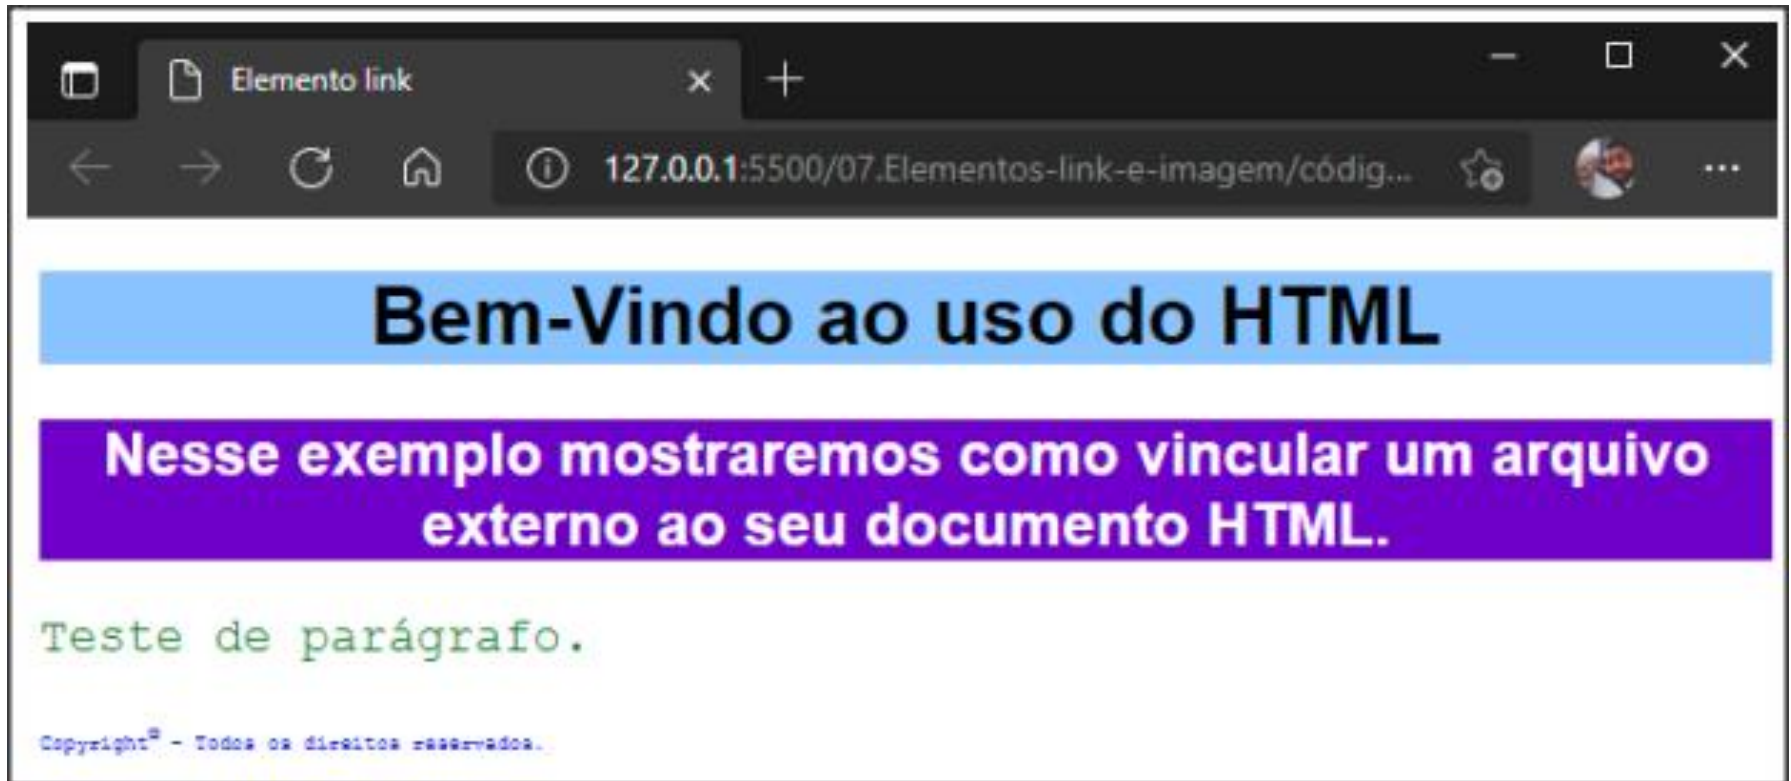 Elemento link
127.0.0.1:5500/07.Elementos-link-e-imagem/códig...
Bem-Vindo ao uso do HTML
Nesse exemplo mostraremos como vincular um arquivo
externo ao seu documento HTML.
Teste de parágrafo.
Copyright® - Todos os direitos reservados.